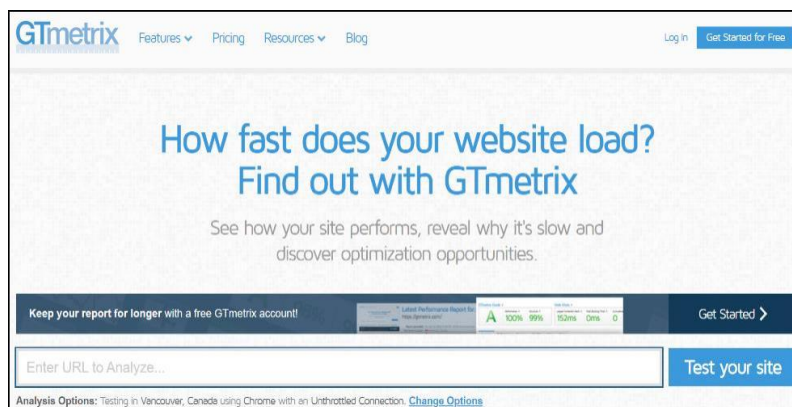 GTmetrix Features Pricing Resources Blog Log In Get Started for Free
How fast does your website load?
Find out with GTmetrix
See how your site performs, reveal why it's slow and
discover optimization opportunities.
Keep your report for longer with a free GTmetrix account!
Latest Performance Report for
A 100% 99% 152ms 0ms 0
Get Started
Enter URL to Analyze... Test your site
Analysis Options: Testing in Vancouver, Canada using Chrome with an Unthrottled Connection. Change Options